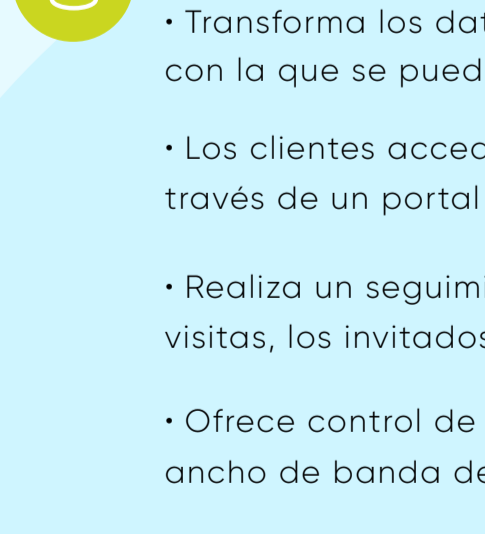 • Transforma los dat
con la que se pued
• Los clientes acced
través de un portal
• Realiza un seguimi
visitas, los invitados
• Ofrece control de
ancho de banda de